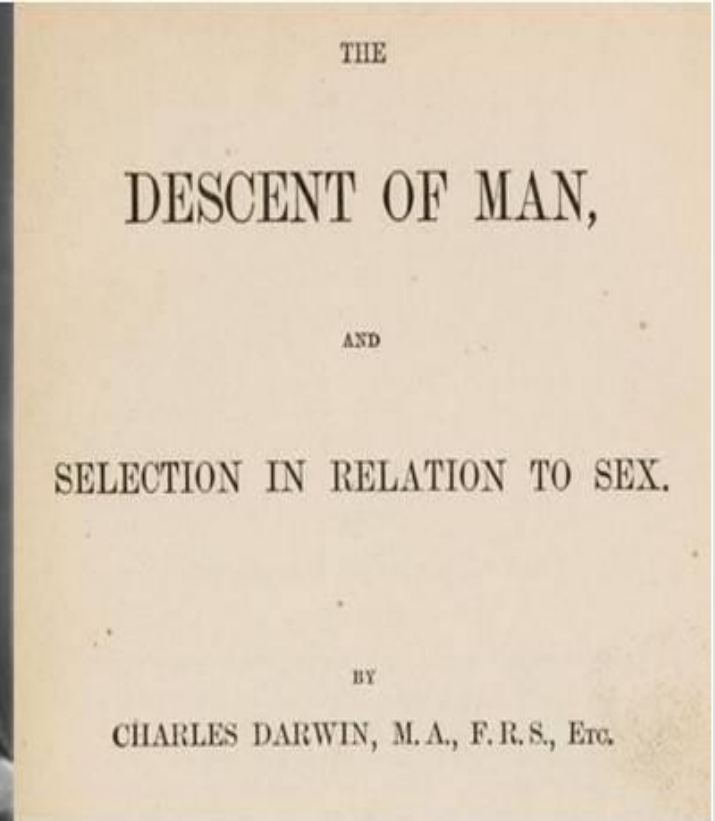 THE
DESCENT OF MAN,
AND
SELECTION IN RELATION TO SEX.
BY
CHARLES DARWIN, M.A., F.R.S., Etc.